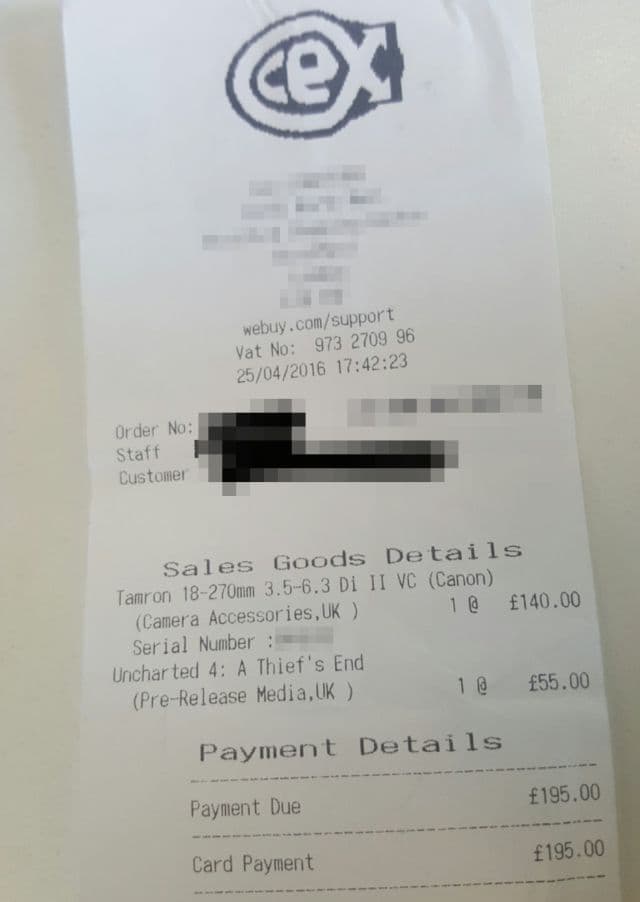 cex
webuy.com/support
Vat No: 973 2709 96
25/04/2016 17:42:23
Order No:
Staff
Customer
Sales Goods Details
Tamron 18-270mm 3.5-6.3 Di II VC (Canon)
(Camera Accessories,UK ) 1 @ £140.00
Serial Number :
Uncharted 4: A Thief's End
(Pre-Release Media,UK ) 1 @ £55.00
Payment Details
Payment Due £195.00
Card Payment £195.00